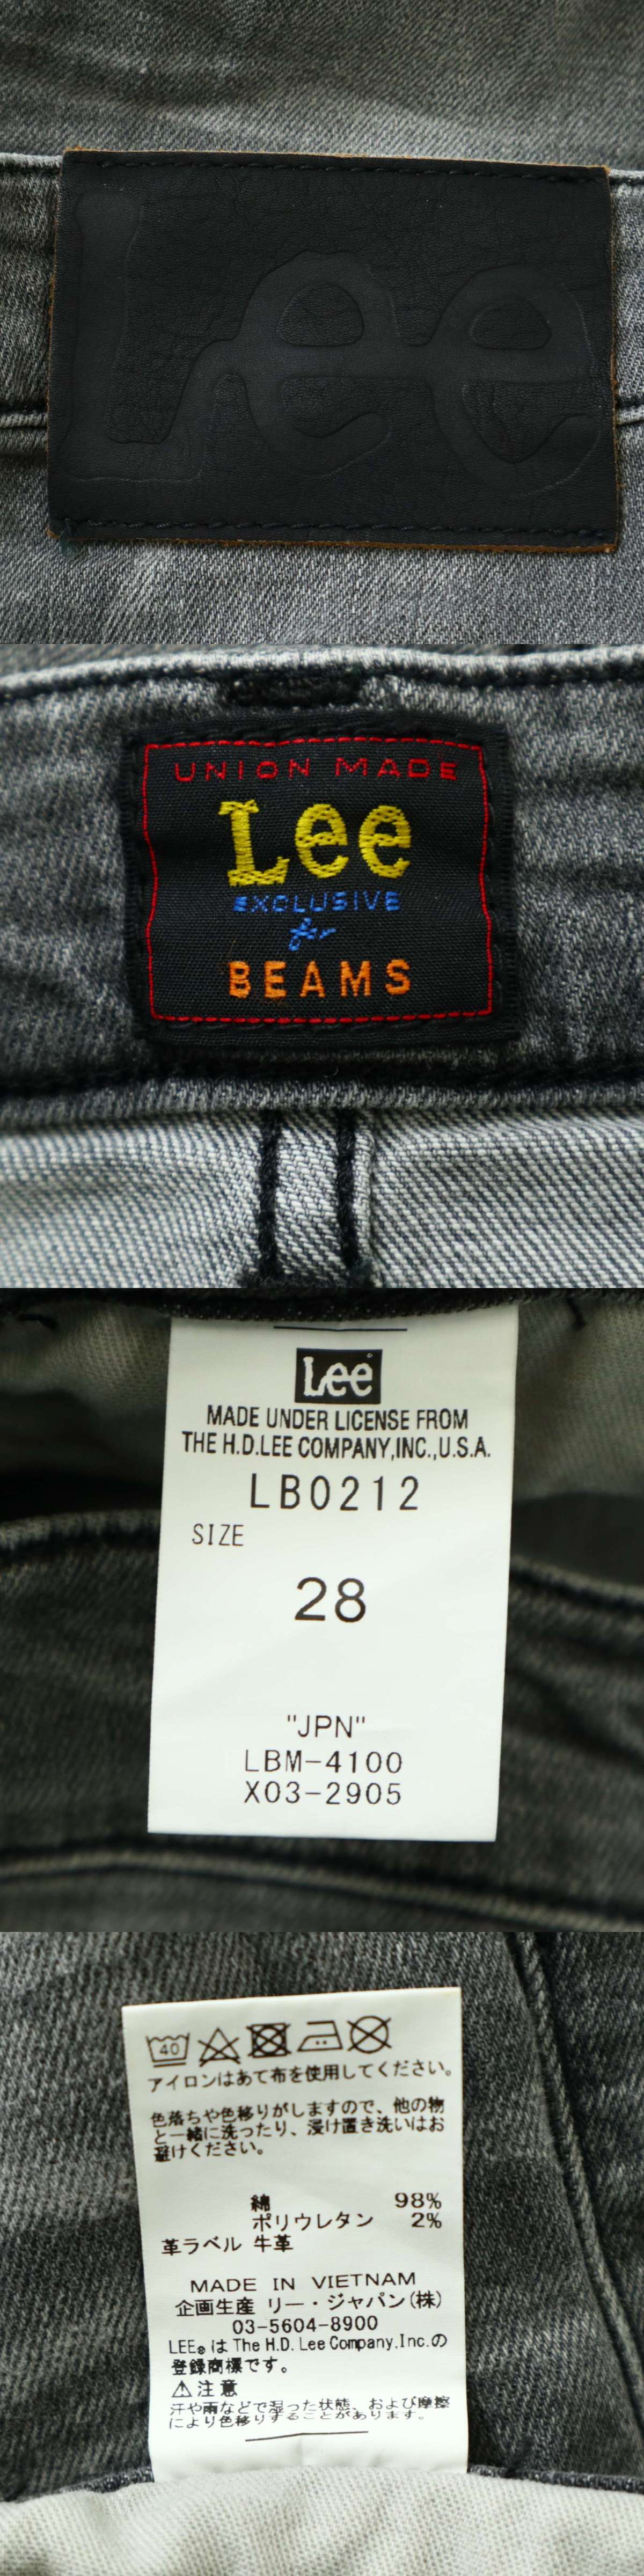 Lee
UNION MADE
Lee
EXCLUSIVE
for
BEAMS
Lee
MADE UNDER LICENSE FROM
THE H.D.LEE COMPANY,INC.,U.S.A.
LB0212
SIZE
28
"JPN"
LBM-4100
X03-2905
40
アイロンはあて布を使用してください。
色落ちや色移りがしますので、他の物
と一緒に洗ったり、浸け置き洗いはお
避けください。
綿 98%
ポリウレタン 2%
革ラベル 牛革
MADE IN VIETNAM
企画生産 リー・ジャパン(株)
03-5604-8900
LEE® は The H.D. Lee Company.Inc.の
登録商標です。
⚠注意
汗や雨などで湿った状態、および摩擦
により色移りすることがあります。